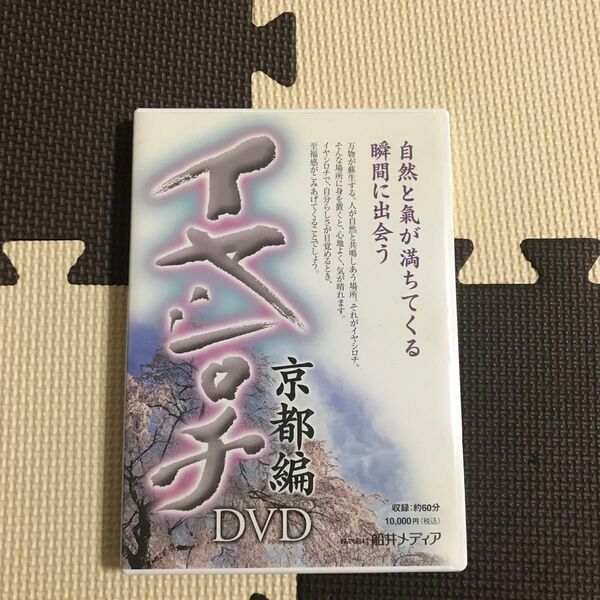 自然と氣が満ちてくる
瞬間に出会う
万物が蘇生する。人が自然と共鳴しあう場所。それがイヤシロチ。
そんな場所に身を置くと、心地よく、気が晴れます。
イヤシロチで、自分らしさが目覚めるとき、
至福感がこみあげてくることでしょう。
イヤシロチ
京都編
DVD
収録:約60分
10,000円(税込)
船井メディア